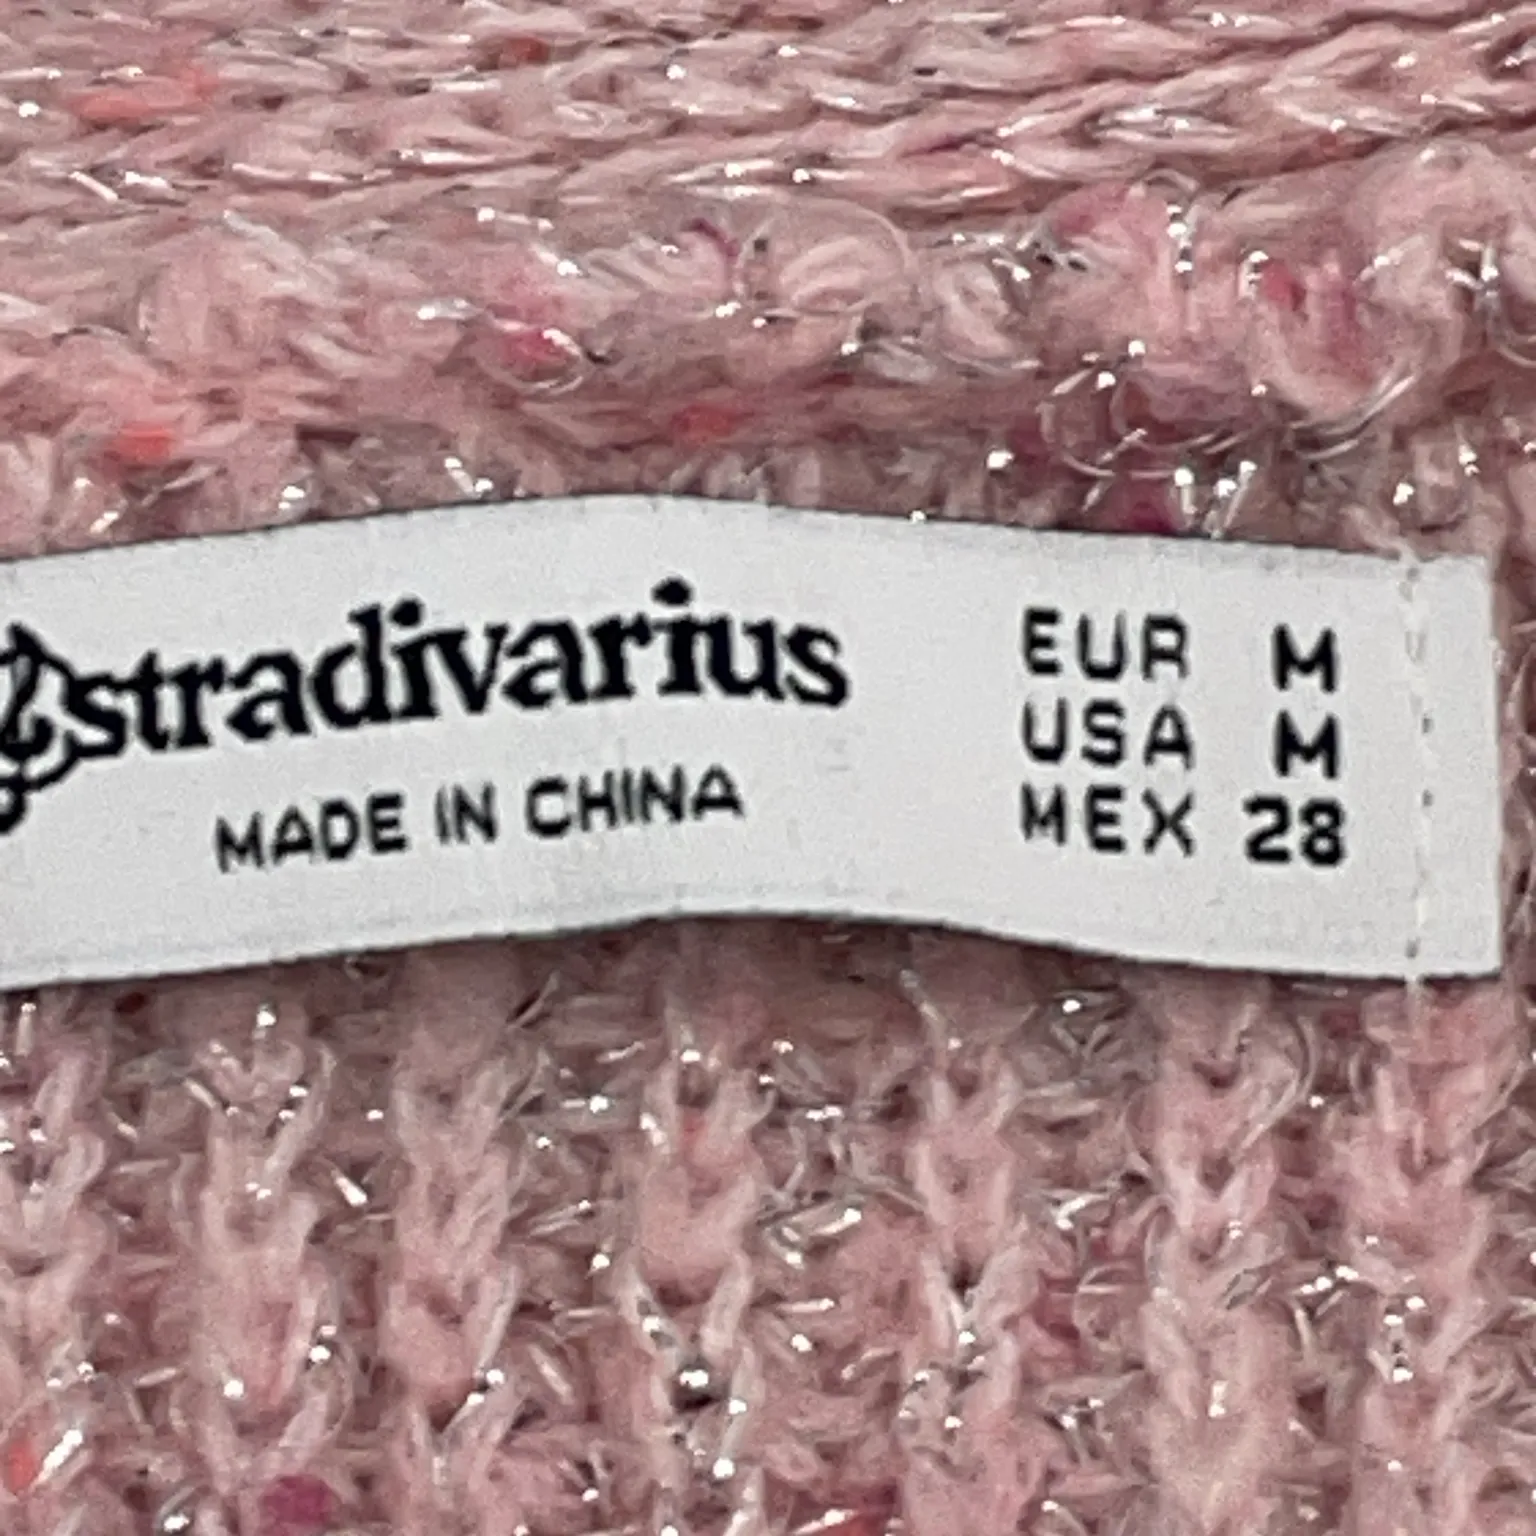 stradivarius
MADE IN CHINA
EUR M
USA M
MEX 28